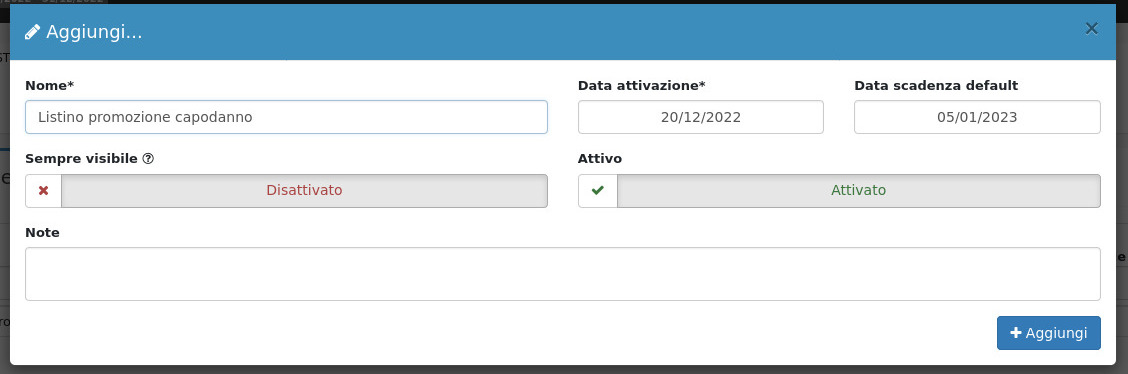 Aggiungi...
×
Nome*
Data attivazione*
Data scadenza default
Listino promozione capodanno
20/12/2022
05/01/2023
Sempre visibile
Attivo
Disattivato
Attivato
Note
+ Aggiungi